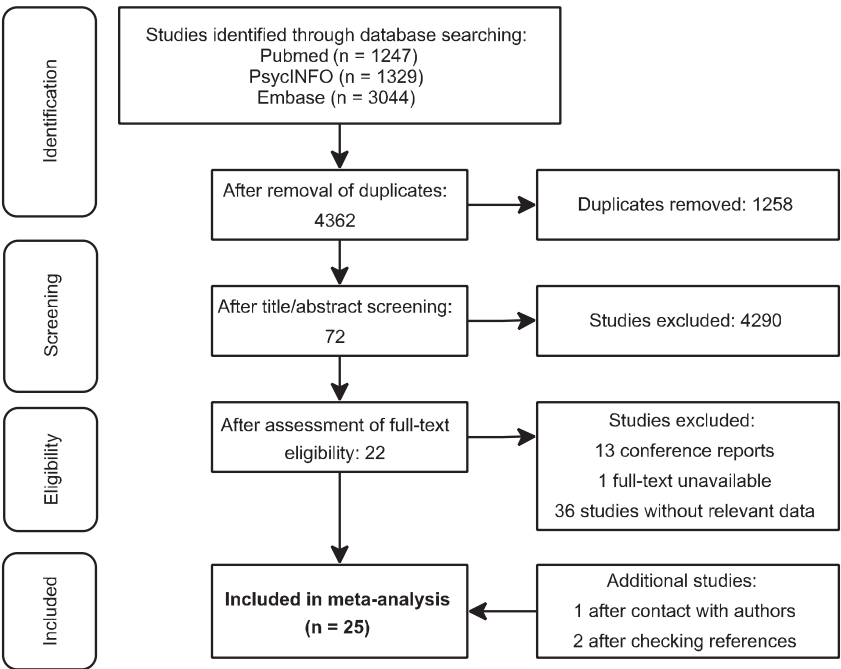 Identification
Studies identified through database searching:
Pubmed (n = 1247)
PsycINFO (n = 1329)
Embase (n = 3044)
After removal of duplicates:
4362
Duplicates removed: 1258
Screening
After title/abstract screening:
72
Studies excluded: 4290
Eligibility
After assessment of full-text
eligibility: 22
Studies excluded:
13 conference reports
1 full-text unavailable
36 studies without relevant data
Included
Included in meta-analysis
(n = 25)
Additional studies:
1 after contact with authors
2 after checking references